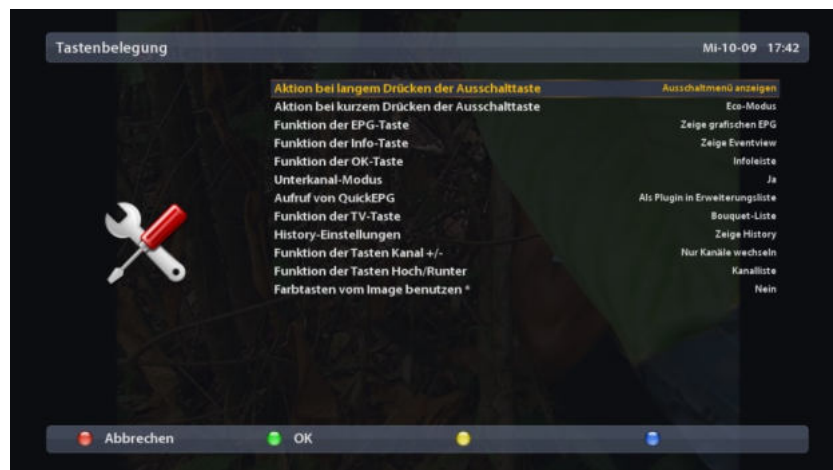 Tastenbelegung Mi-10-09 17:42
Aktion bei langem Drücken der Ausschalttaste Ausschaltmenü anzeigen
Aktion bei kurzem Drücken der Ausschalttaste Eco-Modus
Funktion der EPG-Taste Zeige grafischen EPG
Funktion der Info-Taste Zeige Eventview
Funktion der OK-Taste Infoleiste
Unterkanal-Modus Ja
Aufruf von QuickEPG Als Plugin in Erweiterungsliste
Funktion der TV-Taste Bouquet-Liste
History-Einstellungen Zeige History
Funktion der Tasten Kanal +/- Nur Kanäle wechseln
Funktion der Tasten Hoch/Runter Kanalliste
Farbtasten vom Image benutzen * Nein
Abbrechen OK